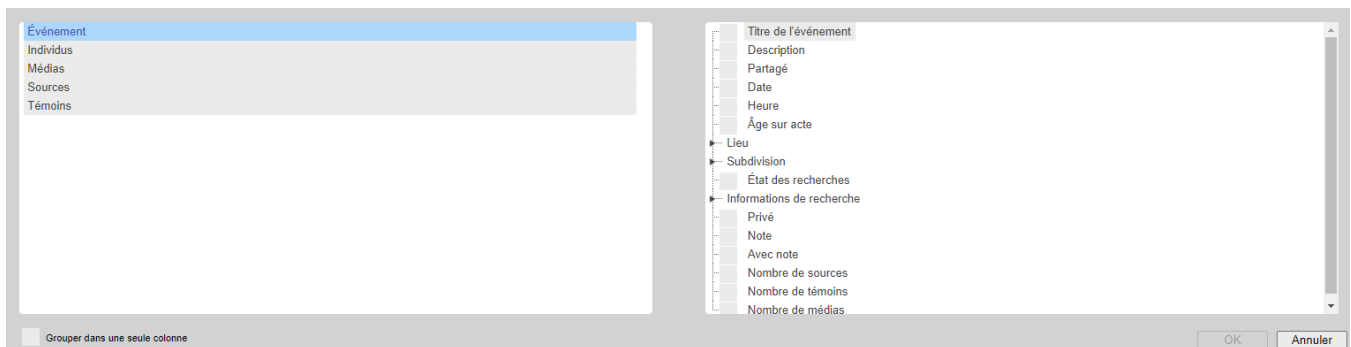 Événement
Individus
Médias
Sources
Témoins
Titre de l'événement
Description
Partagé
Date
Heure
Âge sur acte
Lieu
Subdivision
État des recherches
Informations de recherche
Privé
Note
Avec note
Nombre de sources
Nombre de témoins
Nombre de médias
Grouper dans une seule colonne
OK
Annuler